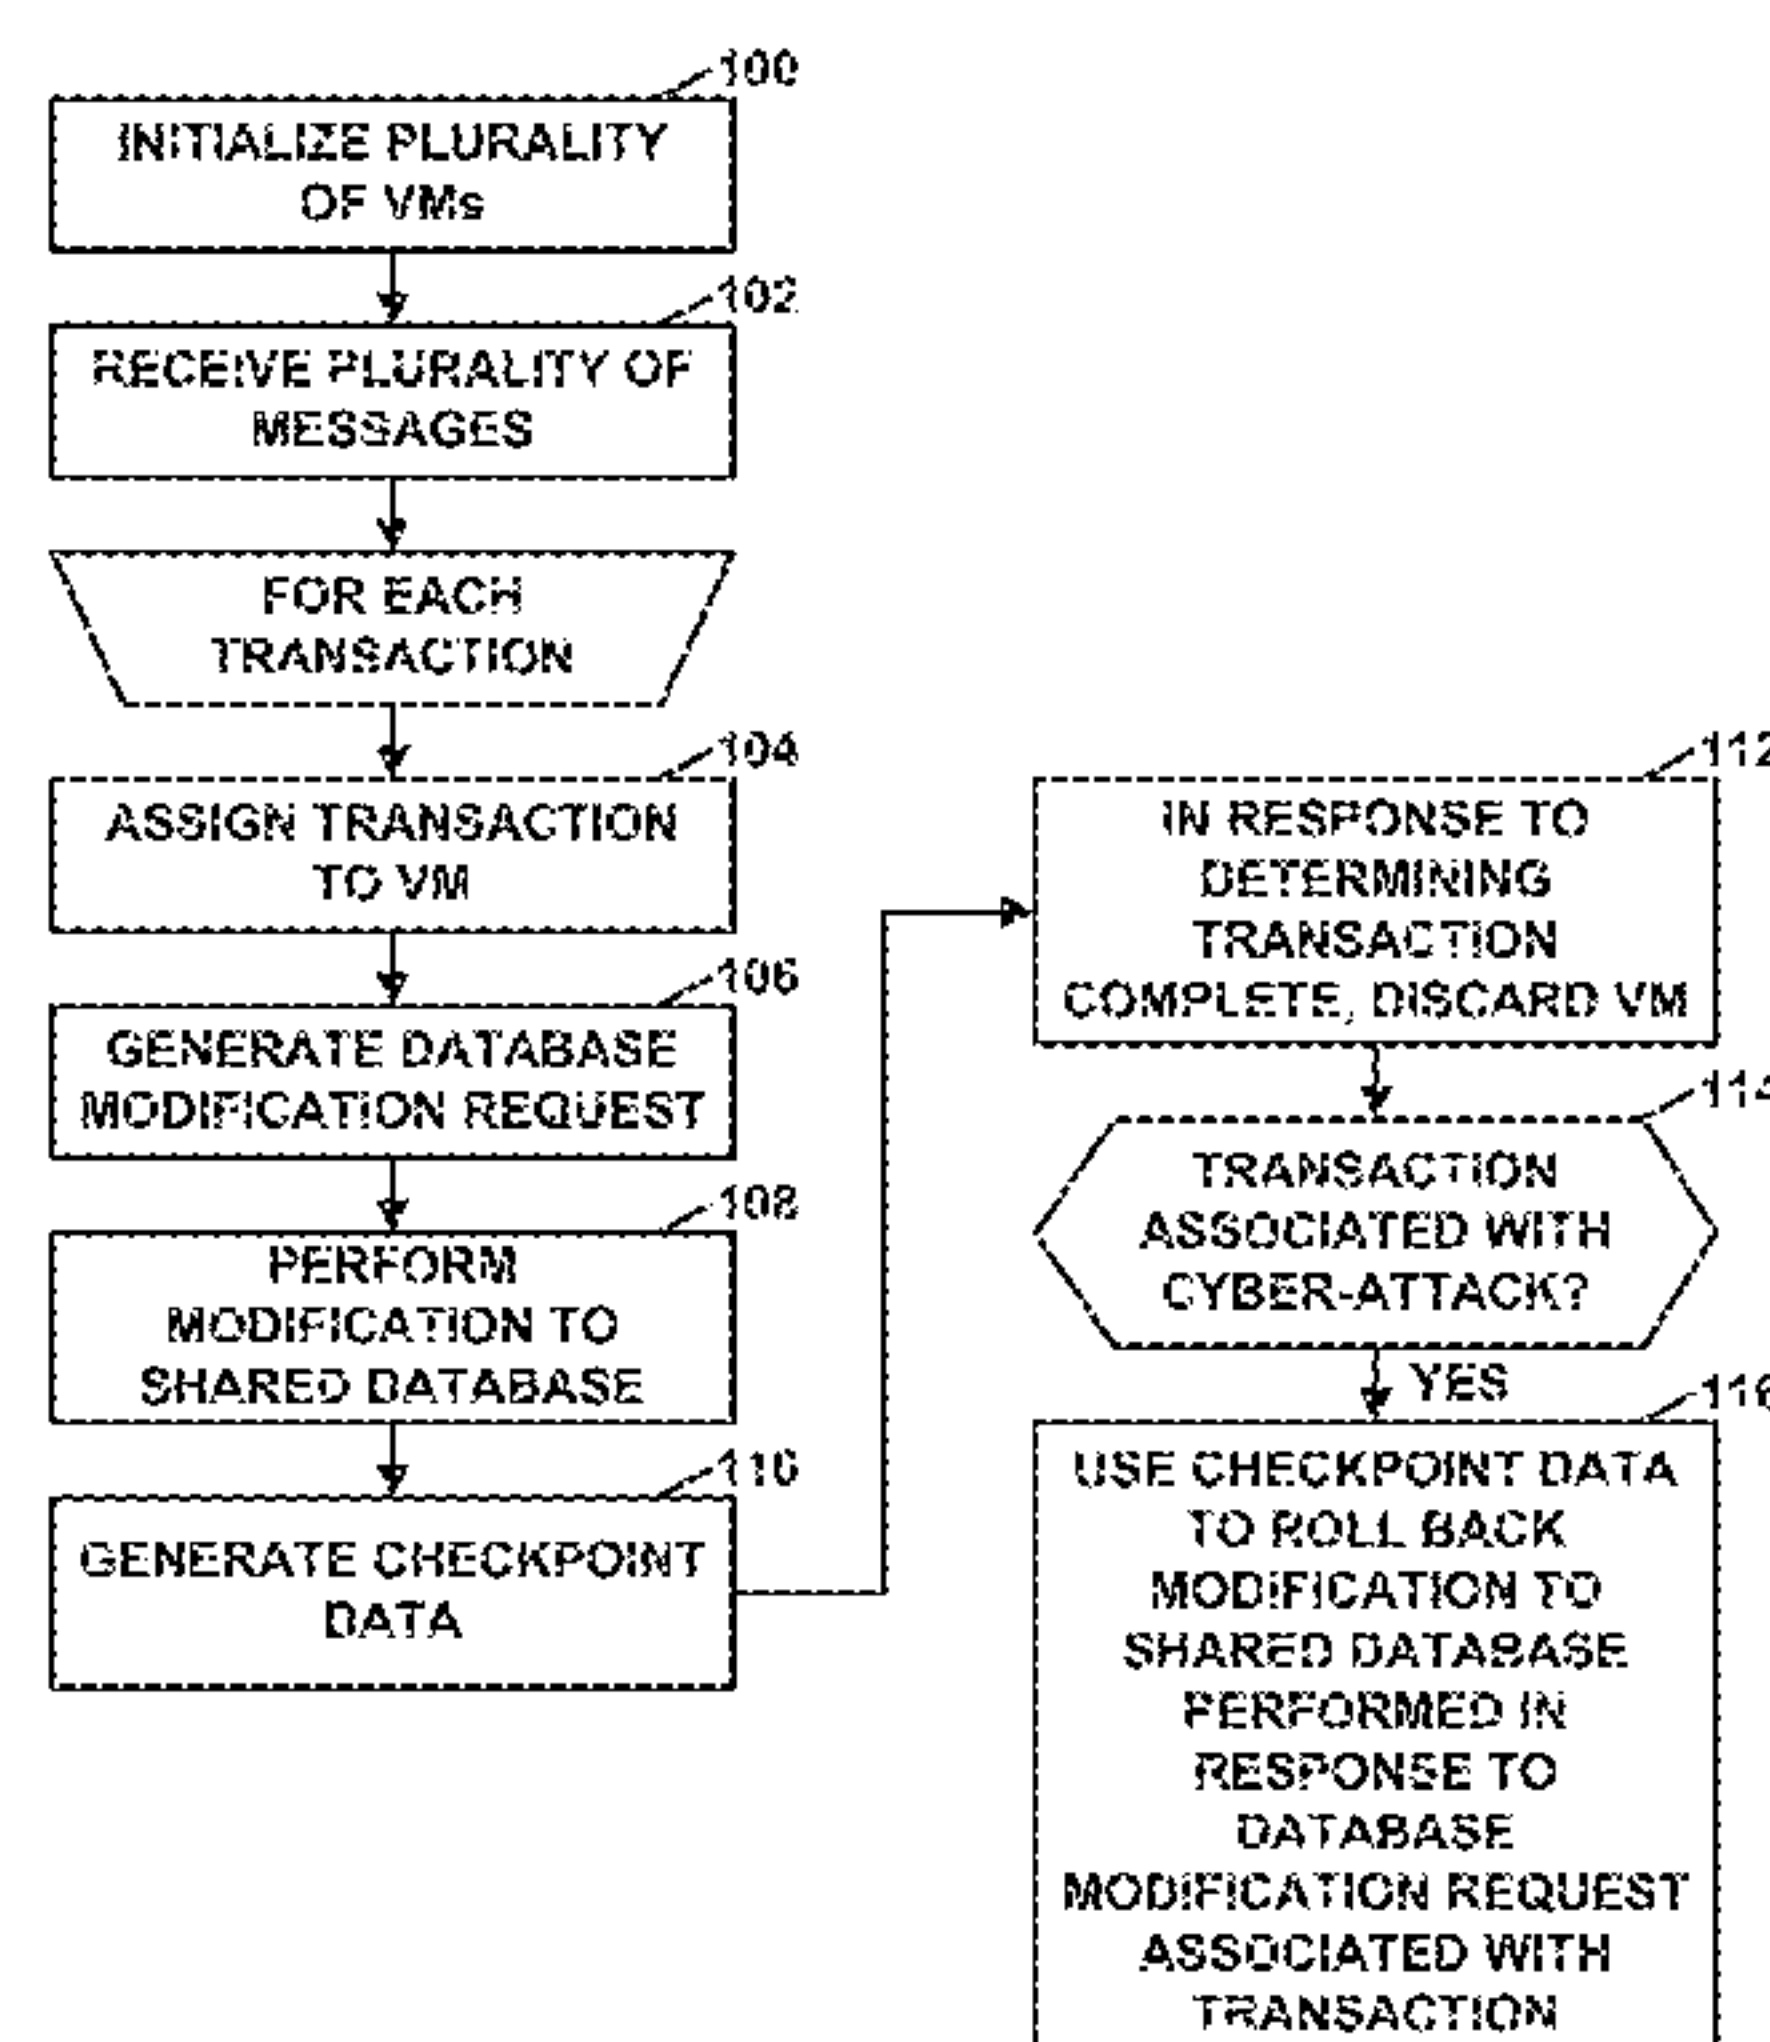 100
INITIALIZE PLURALITY
OF VMs
102
RECEIVE PLURALITY OF
MESSAGES
FOR EACH
TRANSACTION
104
ASSIGN TRANSACTION
TO VM
106
GENERATE DATABASE
MODIFICATION REQUEST
108
PERFORM
MODIFICATION TO
SHARED DATABASE
110
GENERATE CHECKPOINT
DATA
112
IN RESPONSE TO
DETERMINING
TRANSACTION
COMPLETE, DISCARD VM
114
TRANSACTION
ASSOCIATED WITH
CYBER-ATTACK?
YES
116
USE CHECKPOINT DATA
TO ROLL BACK
MODIFICATION TO
SHARED DATABASE
PERFORMED IN
RESPONSE TO
DATABASE
MODIFICATION REQUEST
ASSOCIATED WITH
TRANSACTION